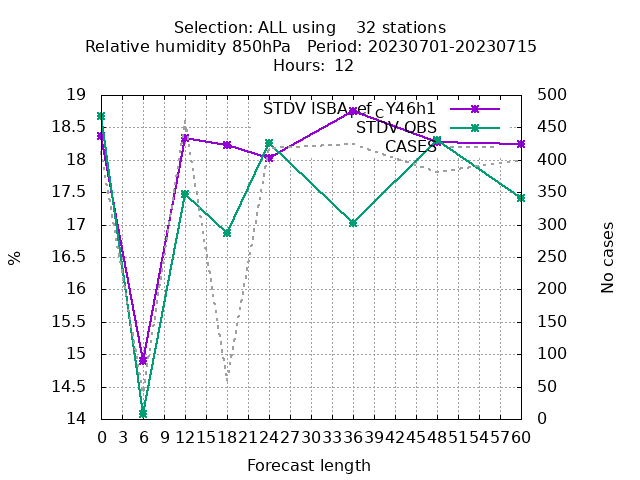 Selection: ALL using 32 stations
Relative humidity 850hPa Period: 20230701-20230715
Hours: 12
19 500
STDV ISBA_ref_CY46h1
18.5 450
STDV OBS
CASES
18 400
17.5 350
17 300
%
No cases
16.5 250
16 200
15.5 150
15 100
14.5 50
14 0
0 3 6 9 12 15 18 21 24 27 30 33 36 39 42 45 48 51 54 57 60
Forecast length